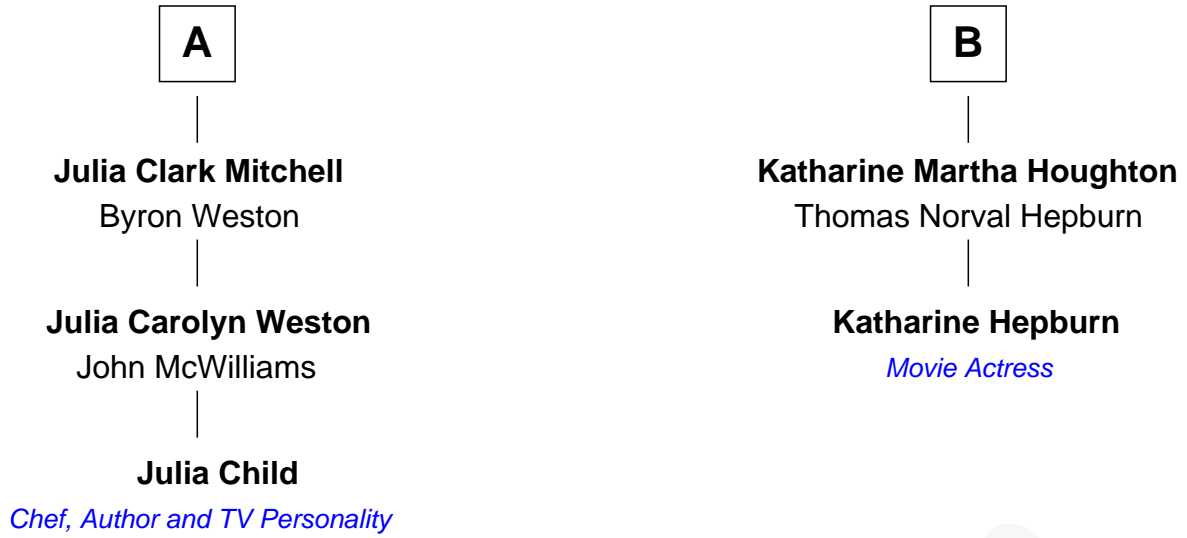 A
Julia Clark Mitchell
Byron Weston
Julia Carolyn Weston
John McWilliams
Julia Child
Chef, Author and TV Personality
B
Katharine Martha Houghton
Thomas Norval Hepburn
Katharine Hepburn
Movie Actress